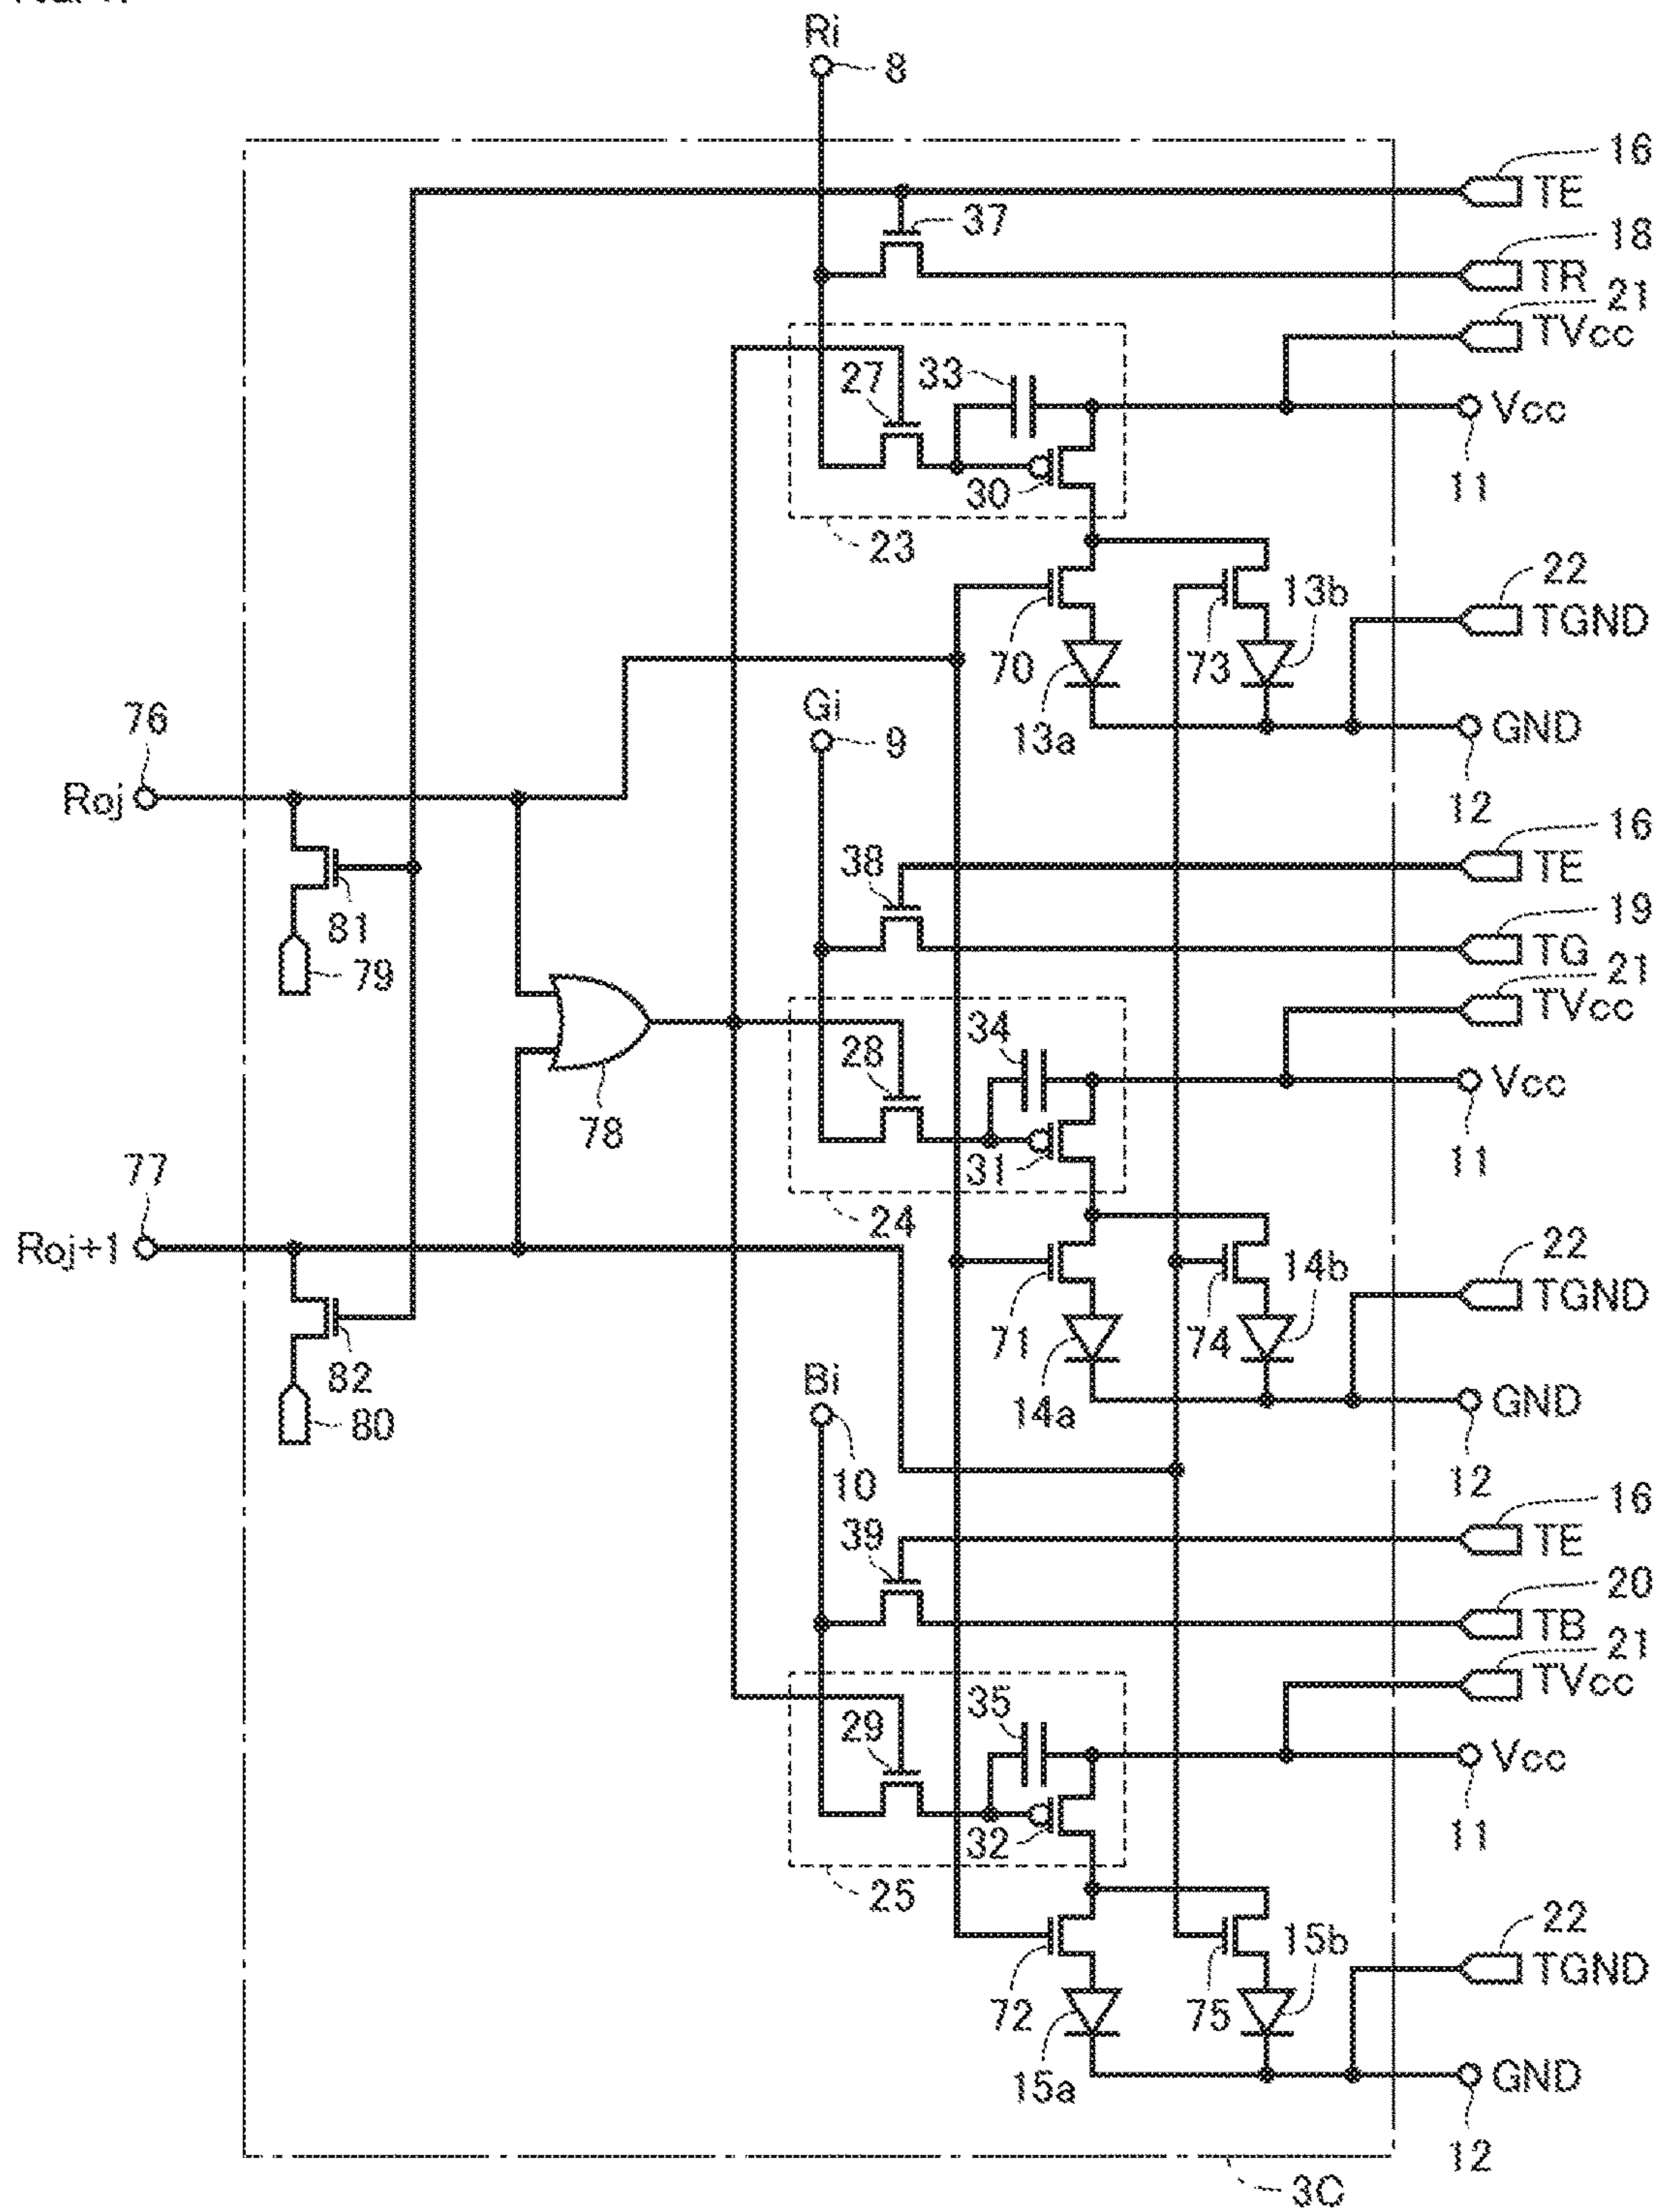 Ri
8
16
TE
37
18
TR
21
TVcc
27
33
Vcc
30
11
23
22
13b
TGND
70
73
76
Gi
9
13a
GND
Roj
12
16
38
TE
81
19
79
TG
21
TVcc
34
28
Vcc
78
31
11
77
24
Roj+1
22
14b
TGND
71
74
82
Bi
14a
GND
80
10
12
16
39
TE
20
TB
21
35
TVcc
29
Vcc
32
11
25
22
15b
TGND
72
75
15a
GND
12
3C